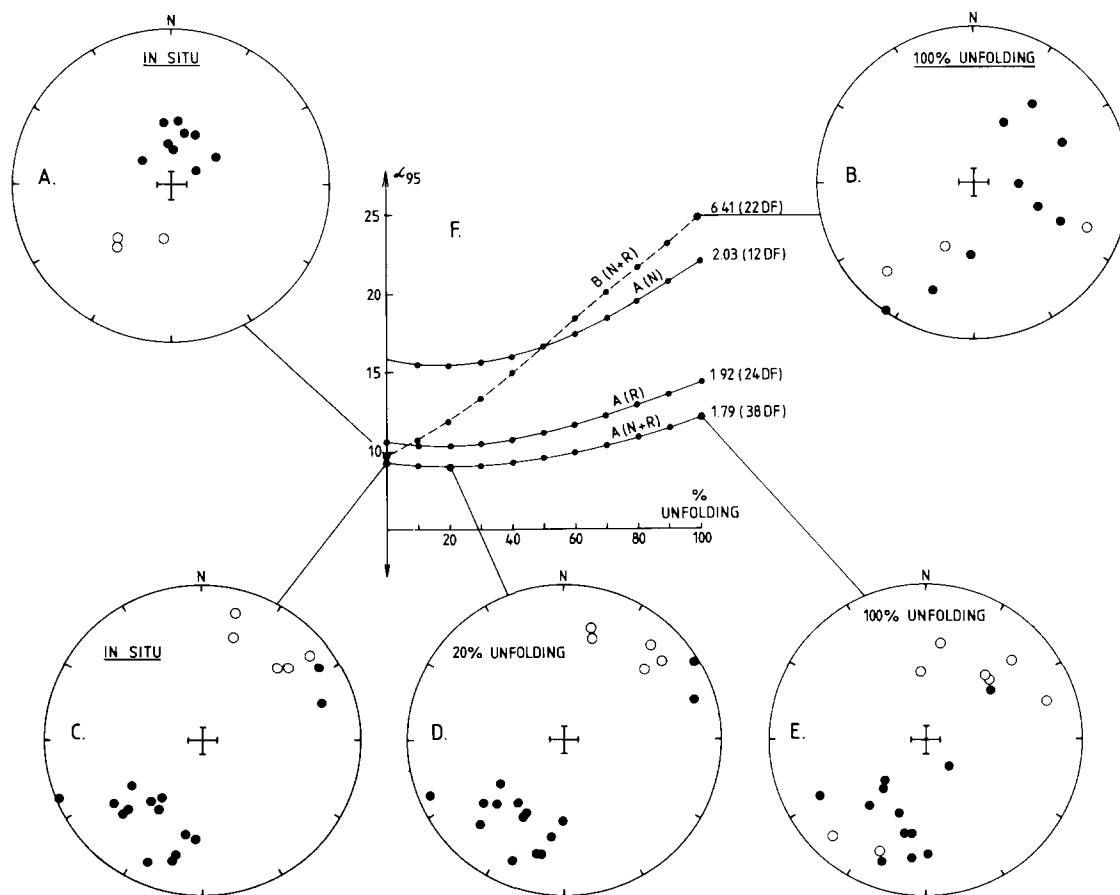 N
IN SITU
A.
N
100% UNFOLDING
B.
α95
25
20
15
10
F.
B (N+R)
A (N)
A (R)
A (N+R)
6.41 (22 DF)
2.03 (12 DF)
1.92 (24 DF)
1.79 (38 DF)
%
UNFOLDING
20 40 60 80 100
N
IN SITU
C.
N
20% UNFOLDING
D.
N
100% UNFOLDING
E.